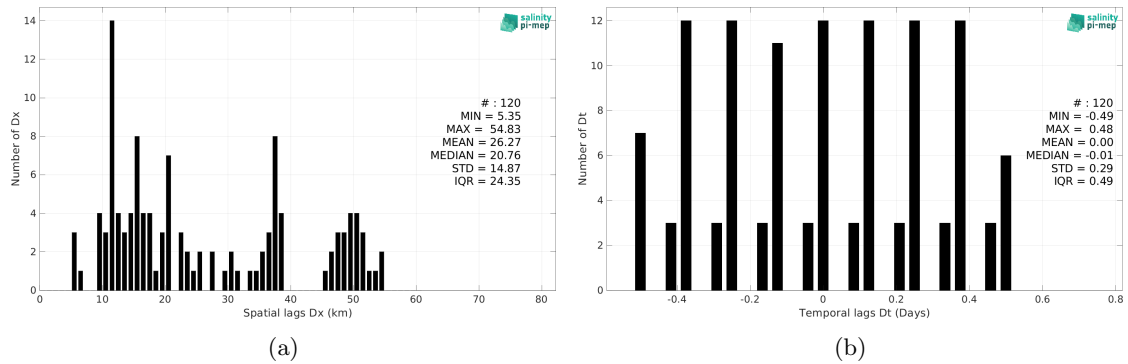 14
12
10
8
6
4
2
0
Number of Dx
salinity
pi-mep
# : 120
MIN = 5.35
MAX = 54.83
MEAN = 26.27
MEDIAN = 20.76
STD = 14.87
IQR = 24.35
0 10 20 30 40 50 60 70 80
Spatial lags Dx (km)
(a)
12
10
8
6
4
2
0
Number of Dt
salinity
pi-mep
# : 120
MIN = -0.49
MAX = 0.48
MEAN = 0.00
MEDIAN = -0.01
STD = 0.29
IQR = 0.49
-0.4 -0.2 0 0.2 0.4 0.6 0.8
Temporal lags Dt (Days)
(b)